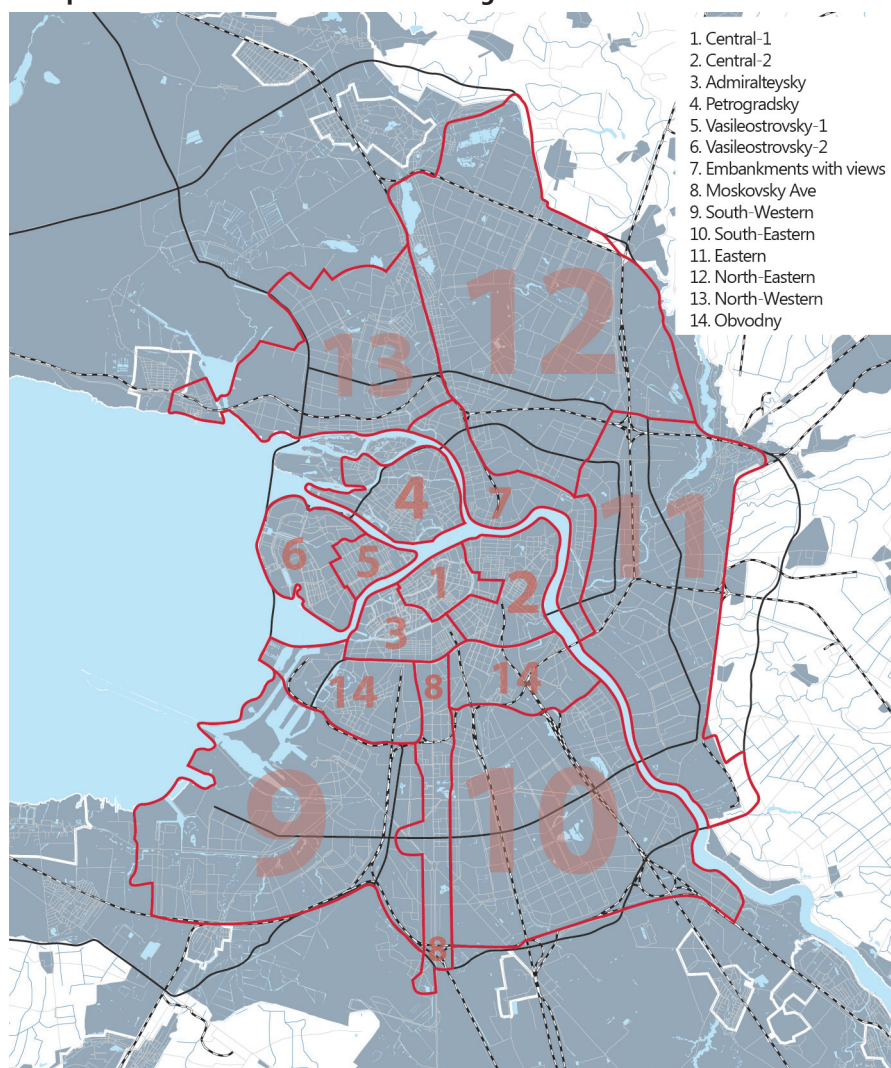 1. Central-1
2. Central-2
3. Admiralteysky
4. Petrogradsky
5. Vasileostrovsky-1
6. Vasileostrovsky-2
7. Embankments with views
8. Moskovsky Ave
9. South-Western
10. South-Eastern
11. Eastern
12. North-Eastern
13. North-Western
14. Obvodny
12
13
4
7
11
6
5
1
2
3
14
8
14
9
10
8